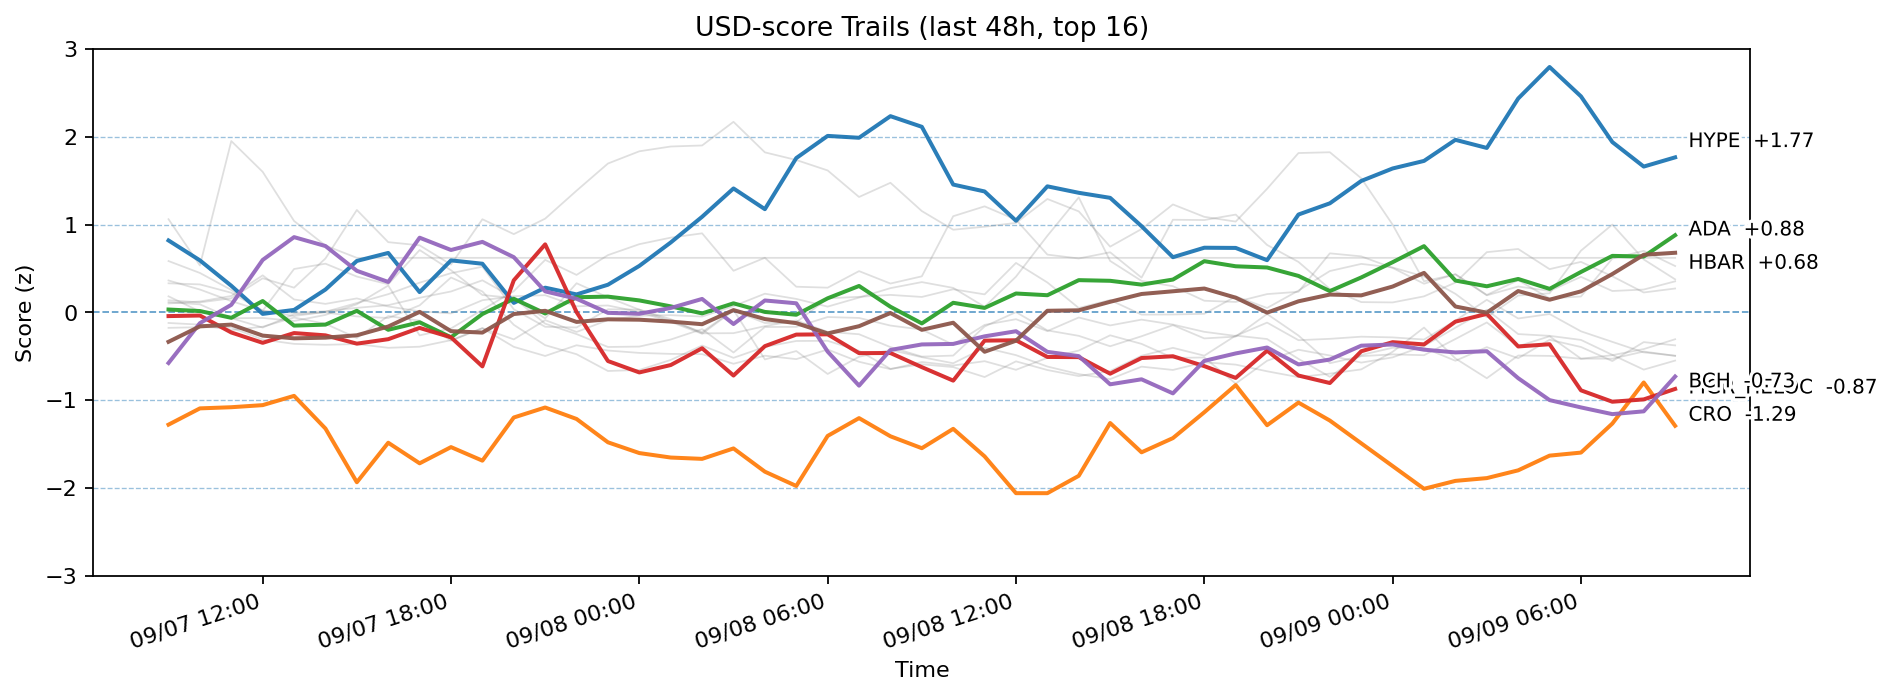 USD-score Trails (last 48h, top 16)
Score (z)
3
2
1
0
−1
−2
−3
HYPE +1.77
ADA +0.88
HBAR +0.68
BCH -0.73
-0.87
CRO -1.29
09/07 12:00
09/07 18:00
09/08 00:00
09/08 06:00
09/08 12:00
09/08 18:00
09/09 00:00
09/09 06:00
Time